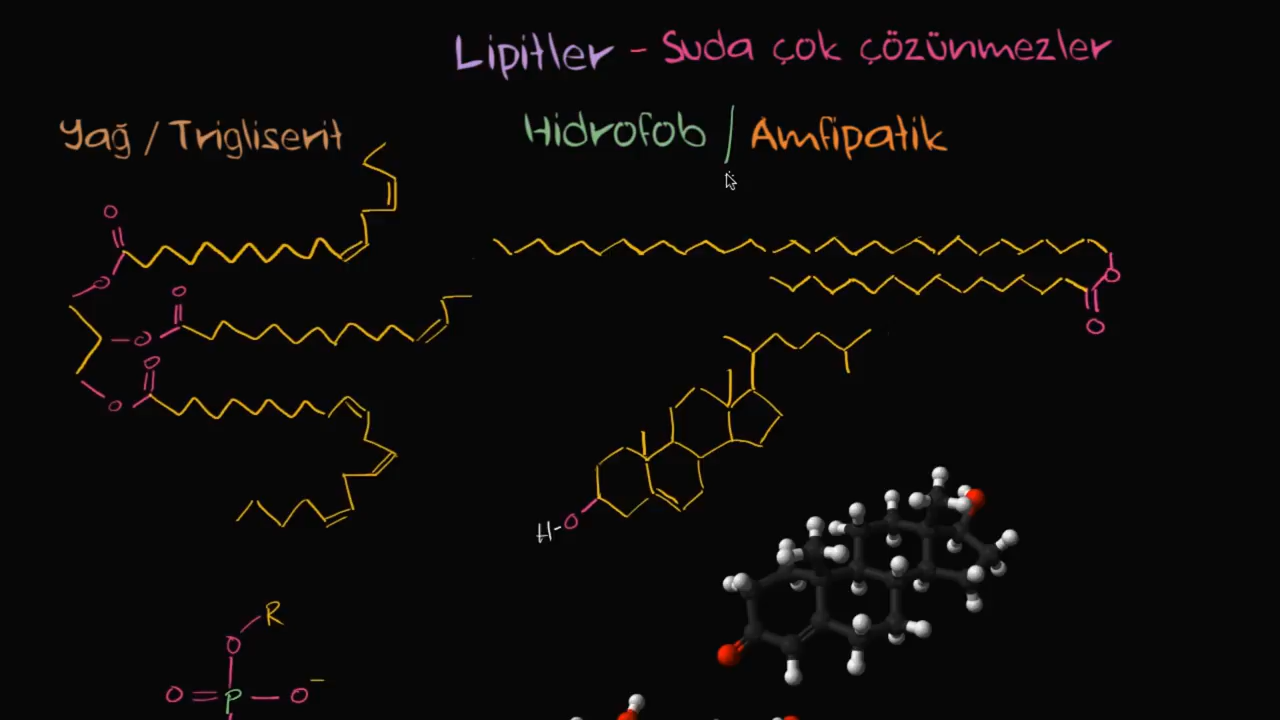 Lipitler - Suda çok çözünmezler
Yağ / Trigliserit
Hidrofob / Amfipatik
O
O
O
O
O
O
O
O
H-O
R
O
O=P-O⁻